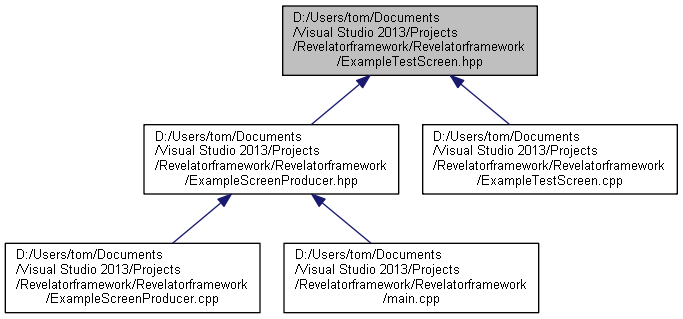 D:/Users/tom/Documents
/Visual Studio 2013/Projects
/Revelatorframework/Revelatorframework
/ExampleTestScreen.hpp
D:/Users/tom/Documents
/Visual Studio 2013/Projects
/Revelatorframework/Revelatorframework
/ExampleScreenProducer.hpp
D:/Users/tom/Documents
/Visual Studio 2013/Projects
/Revelatorframework/Revelatorframework
/ExampleTestScreen.cpp
D:/Users/tom/Documents
/Visual Studio 2013/Projects
/Revelatorframework/Revelatorframework
/ExampleScreenProducer.cpp
D:/Users/tom/Documents
/Visual Studio 2013/Projects
/Revelatorframework/Revelatorframework
/main.cpp